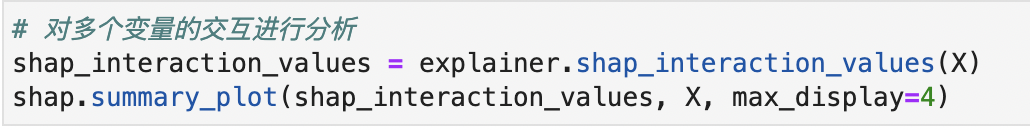 # 对多个变量的交互进行分析
shap_interaction_values = explainer.shap_interaction_values(X)
shap.summary_plot(shap_interaction_values, X, max_display=4)